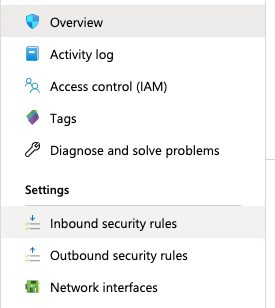 Overview
Activity log
Access control (IAM)
Tags
Diagnose and solve problems
Settings
Inbound security rules
Outbound security rules
Network interfaces